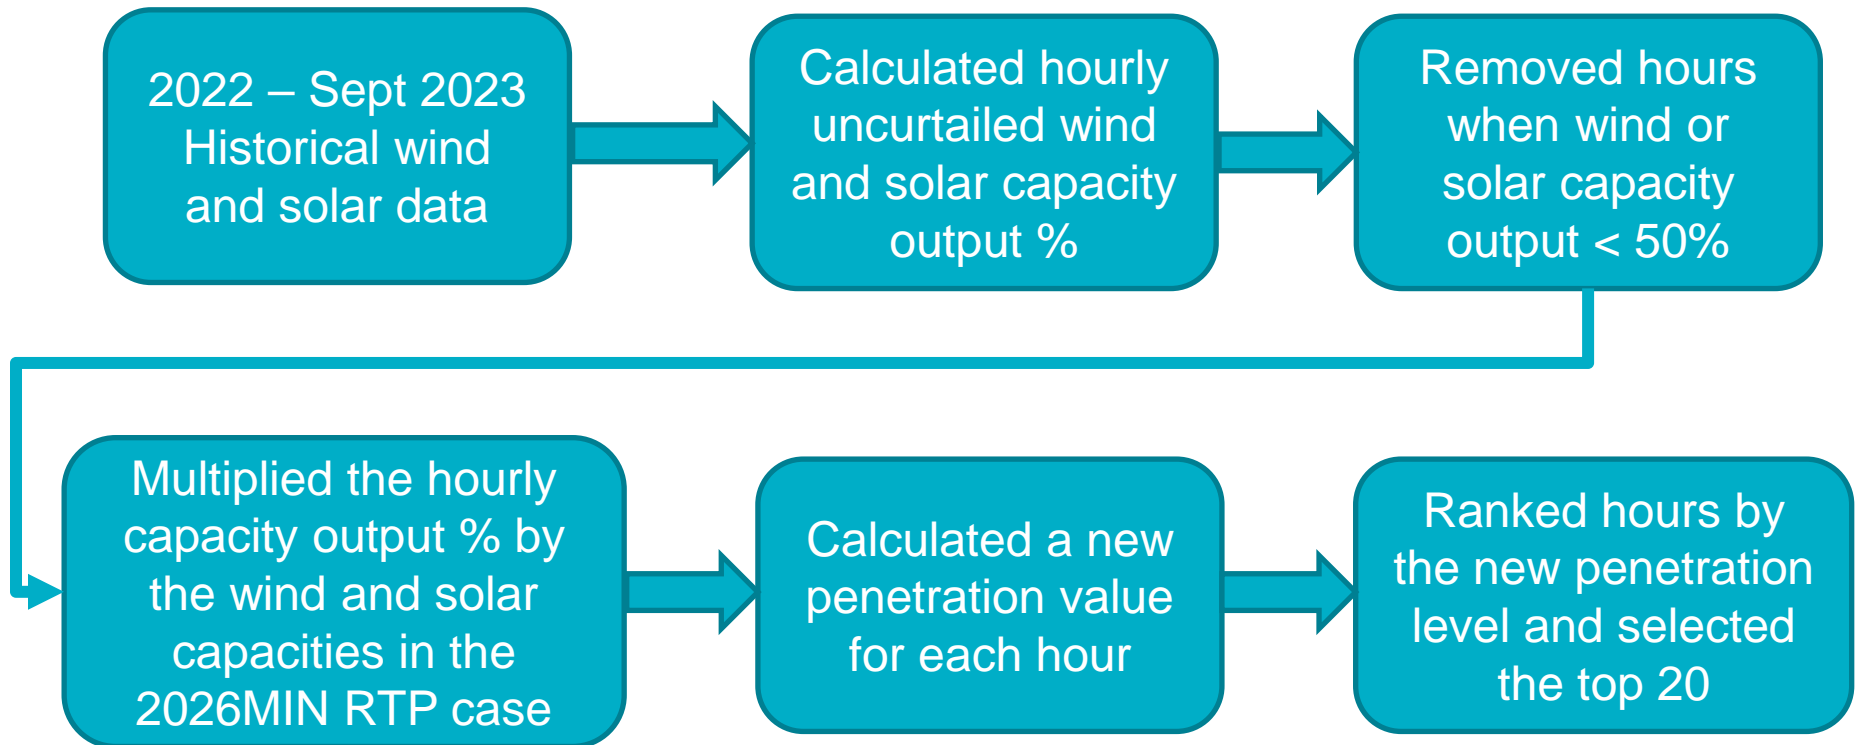 2022 – Sept 2023
Historical wind
and solar data
Calculated hourly
uncurtailed wind
and solar capacity
output %
Removed hours
when wind or
solar capacity
output < 50%
Multiplied the hourly
capacity output % by
the wind and solar
capacities in the
2026MIN RTP case
Calculated a new
penetration value
for each hour
Ranked hours by
the new penetration
level and selected
the top 20